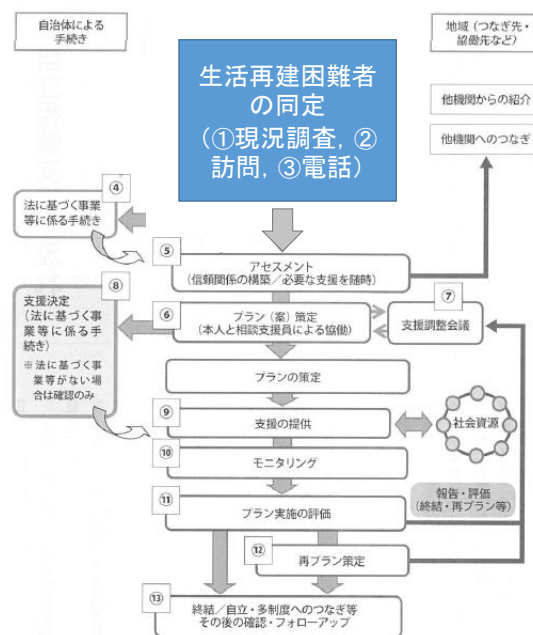 自治体による
手続き
地域（つなぎ先・
協働先など）
生活再建困難者
の同定
（①現況調査，②
訪問，③電話）
他機関からの紹介
他機関へのつなぎ
④
法に基づく事業
等に係る手続き
⑤
アセスメント
（信頼関係の構築／必要な支援を随時）
⑧
支援決定
（法に基づく事
業等に係る手
続き）
※法に基づく事
業等がない場
合は確認のみ
⑥
プラン（案）策定
（本人と相談支援員による協働）
⑦
支援調整会議
プランの策定
⑨
支援の提供
社会資源
⑩
モニタリング
⑪
プラン実施の評価
報告・評価
（終結・再プラン等）
⑫
再プラン策定
⑬
終結／自立・多制度へのつなぎ等
その後の確認・フォローアップ